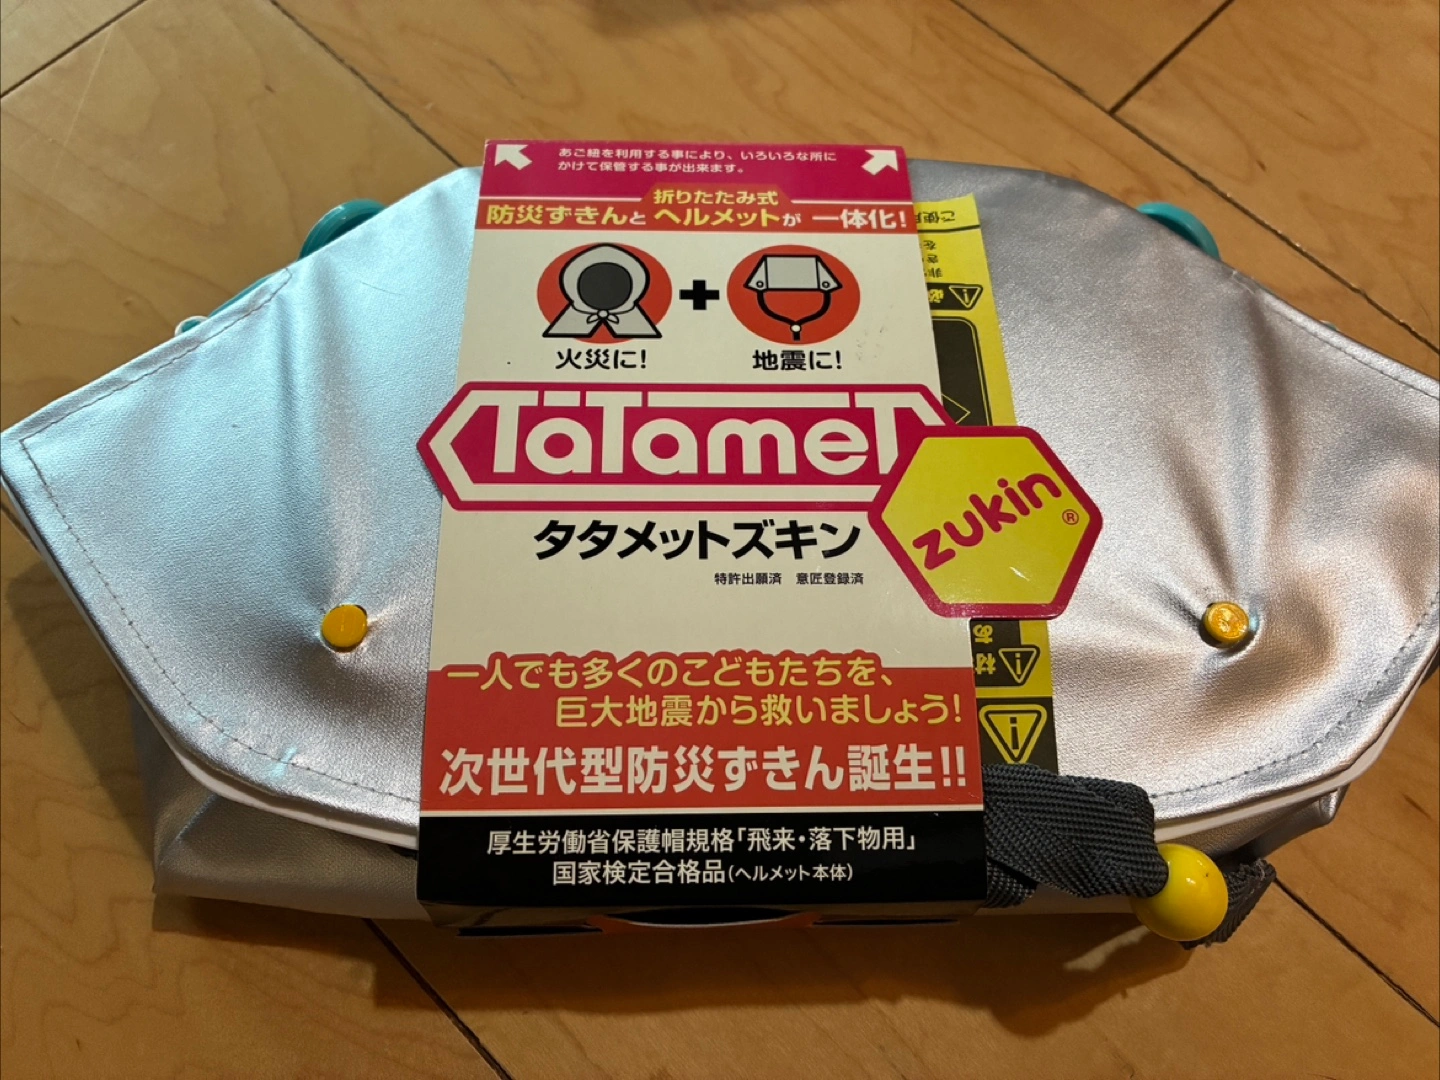 あご紐を利用する事により、いろいろな所に
かけて保管する事が出来ます。
折りたたみ式
防災ずきんとヘルメットが一体化!
火災に!
地震に!
TaTameT
zukin®
タタメットズキン
特許出願済 意匠登録済
一人でも多くのこどもたちを、
巨大地震から救いましょう!
次世代型防災ずきん誕生!!
厚生労働省保護帽規格「飛来・落下物用」
国家検定合格品(ヘルメット本体)